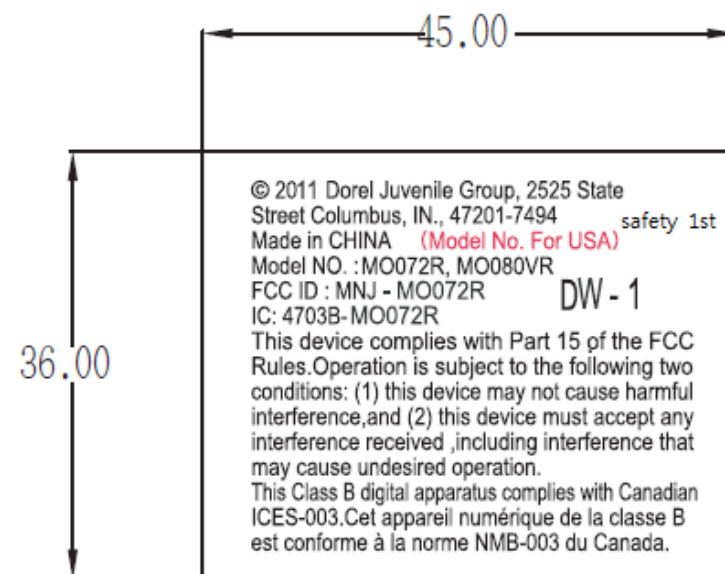 45.00
36.00
© 2011 Dorel Juvenile Group, 2525 State
Street Columbus, IN., 47201-7494
safety 1st
Made in CHINA (Model No. For USA)
Model NO. :MO072R, MO080VR
FCC ID : MNJ - MO072R
DW - 1
IC: 4703B-MO072R
This device complies with Part 15 of the FCC
Rules.Operation is subject to the following two
conditions: (1) this device may not cause harmful
interference,and (2) this device must accept any
interference received ,including interference that
may cause undesired operation.
This Class B digital apparatus complies with Canadian
ICES-003.Cet appareil numérique de la classe B
est conforme à la norme NMB-003 du Canada.